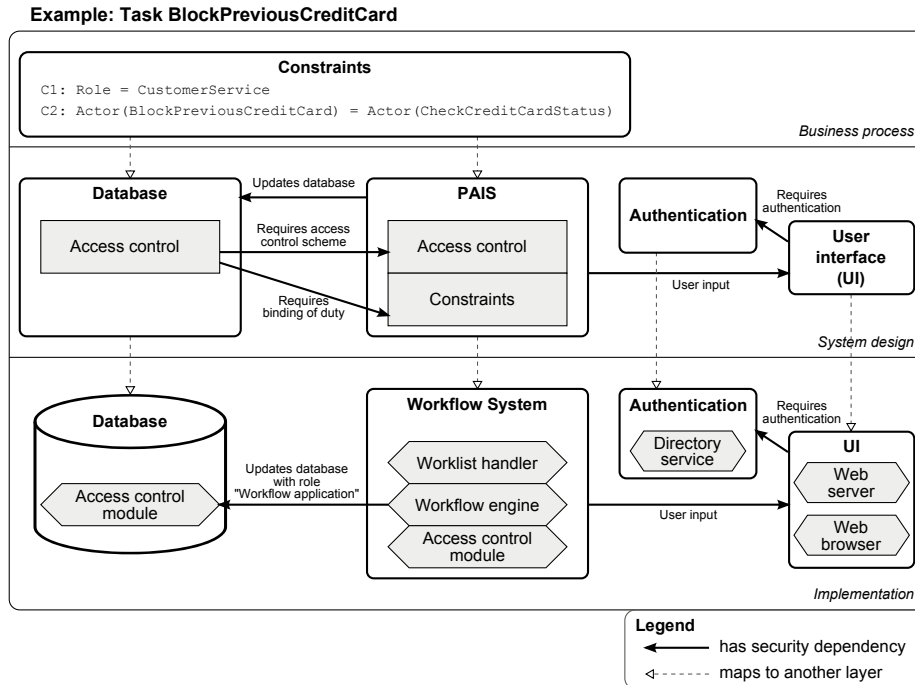 Example: Task BlockPreviousCreditCard
Constraints
C1: Role = CustomerService
C2: Actor(BlockPreviousCreditCard) = Actor(CheckCreditCardStatus)
Business process
Database
Access control
Updates database
Requires access
control scheme
Requires
binding of duty
PAIS
Access control
Constraints
Authentication
Requires
authentication
User
interface
(UI)
User input
System design
Database
Access control
module
Updates database
with role
"Workflow application"
Workflow System
Worklist handler
Workflow engine
Access control
module
Authentication
Directory
service
Requires
authentication
UI
Web
server
Web
browser
User input
Implementation
Legend
has security dependency
maps to another layer